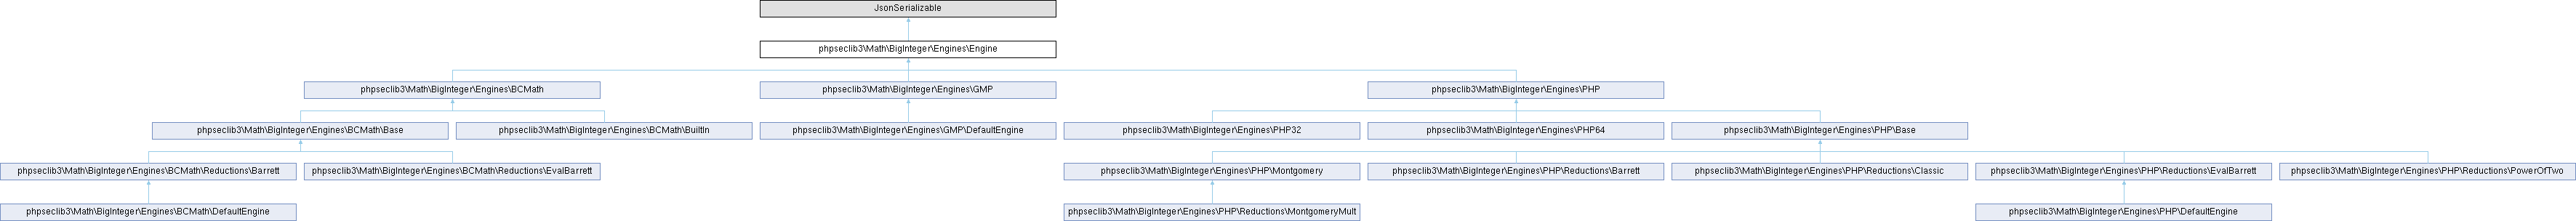 JsonSerializable
phpseclib3\Math\BigInteger\Engines\Engine
phpseclib3\Math\BigInteger\Engines\BCMath
phpseclib3\Math\BigInteger\Engines\GMP
phpseclib3\Math\BigInteger\Engines\PHP
phpseclib3\Math\BigInteger\Engines\BCMath\Base
phpseclib3\Math\BigInteger\Engines\BCMath\BuiltIn
phpseclib3\Math\BigInteger\Engines\GMP\DefaultEngine
phpseclib3\Math\BigInteger\Engines\PHP32
phpseclib3\Math\BigInteger\Engines\PHP64
phpseclib3\Math\BigInteger\Engines\PHP\Base
phpseclib3\Math\BigInteger\Engines\BCMath\Reductions\Barrett
phpseclib3\Math\BigInteger\Engines\BCMath\Reductions\EvalBarrett
phpseclib3\Math\BigInteger\Engines\PHP\Montgomery
phpseclib3\Math\BigInteger\Engines\PHP\Reductions\Barrett
phpseclib3\Math\BigInteger\Engines\PHP\Reductions\Classic
phpseclib3\Math\BigInteger\Engines\PHP\Reductions\EvalBarrett
phpseclib3\Math\BigInteger\Engines\PHP\Reductions\PowerOfTwo
phpseclib3\Math\BigInteger\Engines\BCMath\DefaultEngine
phpseclib3\Math\BigInteger\Engines\PHP\Reductions\MontgomeryMult
phpseclib3\Math\BigInteger\Engines\PHP\DefaultEngine